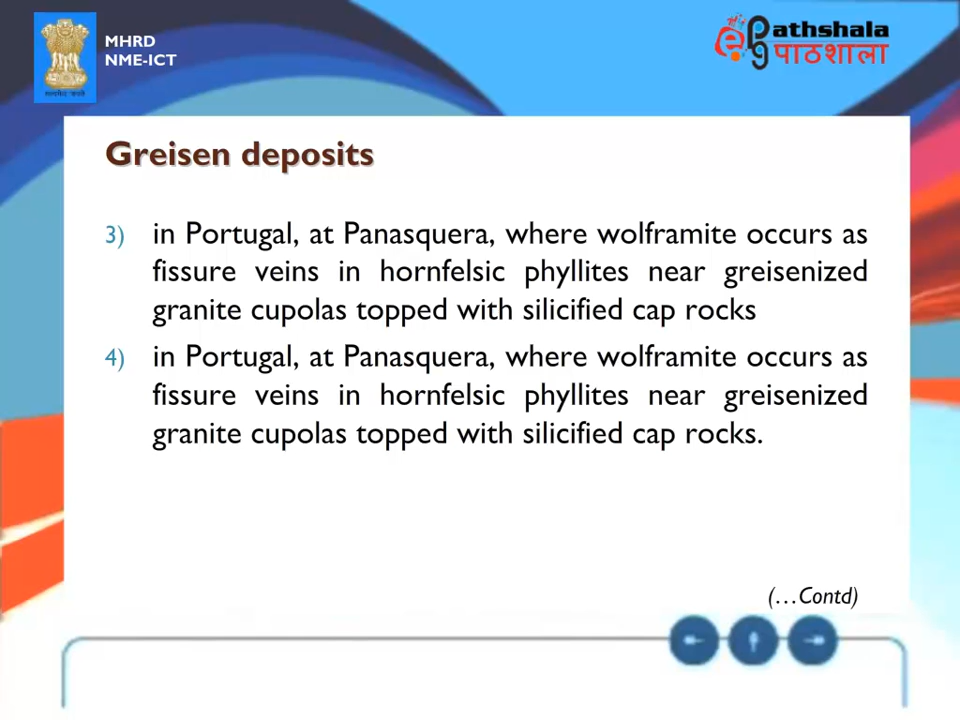 MHRD
NME-ICT
Pathshala
पाठशाला
Greisen deposits
3) in Portugal, at Panasquera, where wolframite occurs as
fissure veins in hornfelsic phyllites near greisenized
granite cupolas topped with silicified cap rocks
4) in Portugal, at Panasquera, where wolframite occurs as
fissure veins in hornfelsic phyllites near greisenized
granite cupolas topped with silicified cap rocks.
(…Contd)